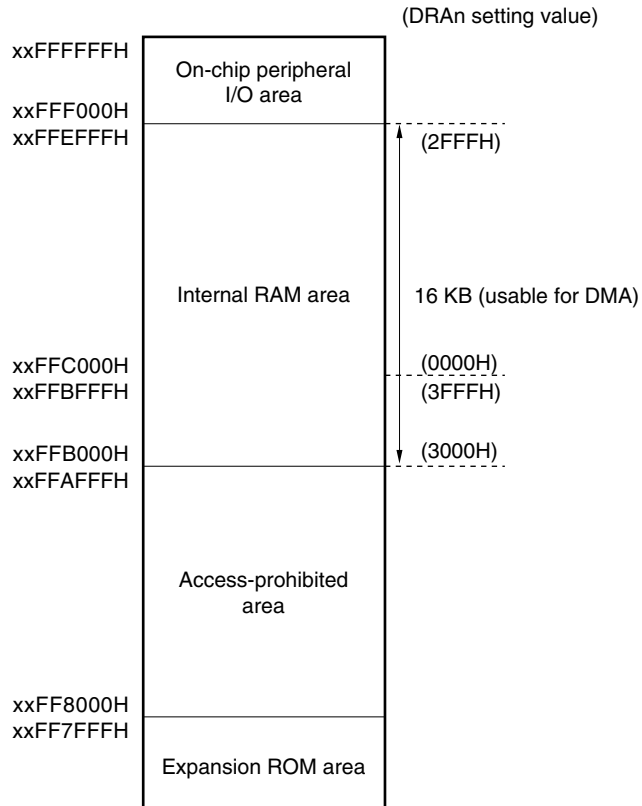 (DRAn setting value)
xxFFFFFFH
On-chip peripheral
I/O area
xxFFF000H
xxFFEFFFH
(2FFFH)
Internal RAM area
16 KB (usable for DMA)
xxFFC000H
(0000H)
xxFFBFFFH
(3FFFH)
xxFFB000H
(3000H)
xxFFAFFFH
Access-prohibited
area
xxFF8000H
xxFF7FFFH
Expansion ROM area